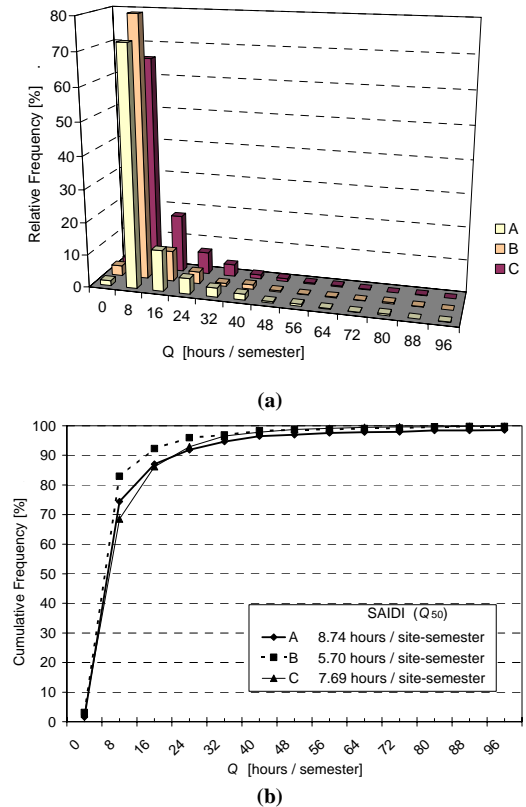 80
70
60
50
40
30
20
10
0
Relative Frequency [%]
0 8 16 24 32 40 48 56 64 72 80 88 96
Q [hours / semester]
A
B
C
(a)
100
90
80
70
60
50
40
30
20
10
0
Cumulative Frequency [%]
SAIDI (Q50)
A 8.74 hours / site-semester
B 5.70 hours / site-semester
C 7.69 hours / site-semester
0 8 16 24 32 40 48 56 64 72 80 88 96
Q [hours / semester]
(b)